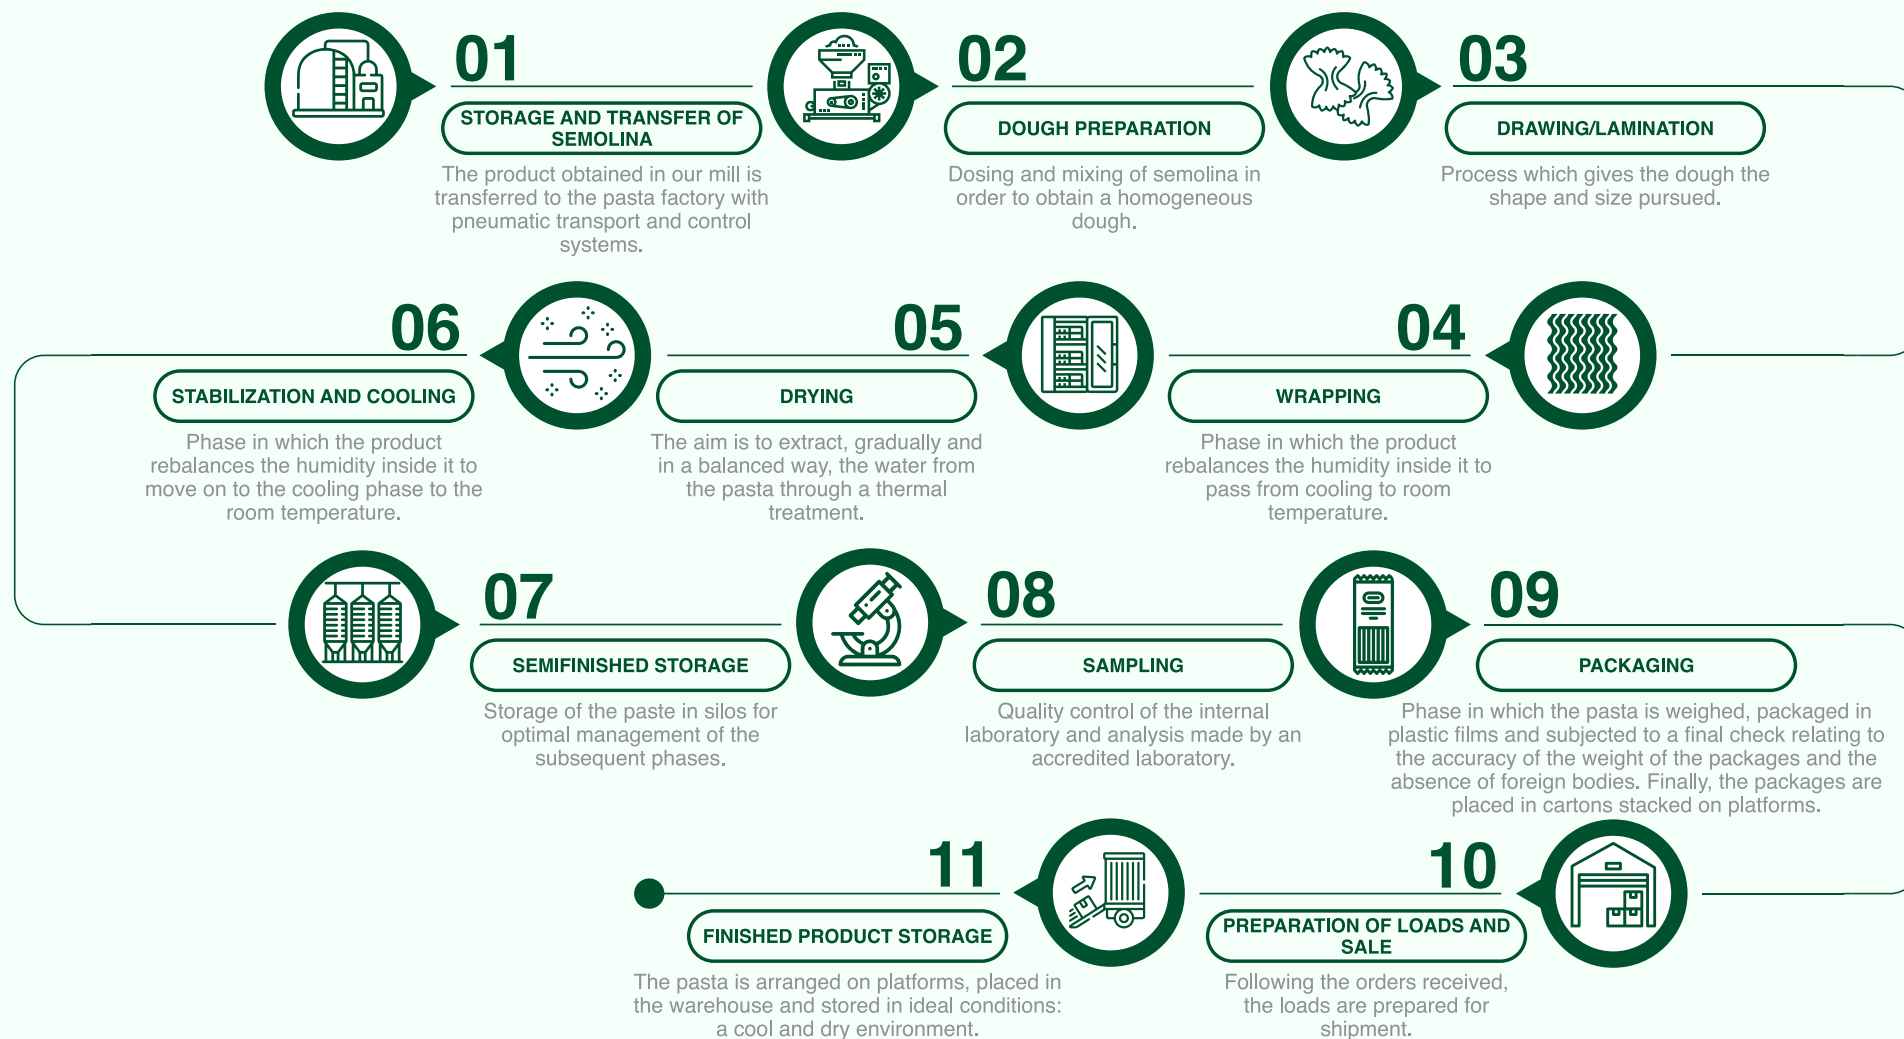 01
STORAGE AND TRANSFER OF
SEMOLINA
The product obtained in our mill is
transferred to the pasta factory with
pneumatic transport and control
systems.
02
DOUGH PREPARATION
Dosing and mixing of semolina in
order to obtain a homogeneous
dough.
03
DRAWING/LAMINATION
Process which gives the dough the
shape and size pursued.
04
WRAPPING
Phase in which the product
rebalances the humidity inside it to
pass from cooling to room
temperature.
05
DRYING
The aim is to extract, gradually and
in a balanced way, the water from
the pasta through a thermal
treatment.
06
STABILIZATION AND COOLING
Phase in which the product
rebalances the humidity inside it to
move on to the cooling phase to the
room temperature.
07
SEMIFINISHED STORAGE
Storage of the paste in silos for
optimal management of the
subsequent phases.
08
SAMPLING
Quality control of the internal
laboratory and analysis made by an
accredited laboratory.
09
PACKAGING
Phase in which the pasta is weighed, packaged in
plastic films and subjected to a final check relating to
the accuracy of the weight of the packages and the
absence of foreign bodies. Finally, the packages are
placed in cartons stacked on platforms.
10
PREPARATION OF LOADS AND
SALE
Following the orders received,
the loads are prepared for
shipment.
11
FINISHED PRODUCT STORAGE
The pasta is arranged on platforms, placed in
the warehouse and stored in ideal conditions:
a cool and dry environment.